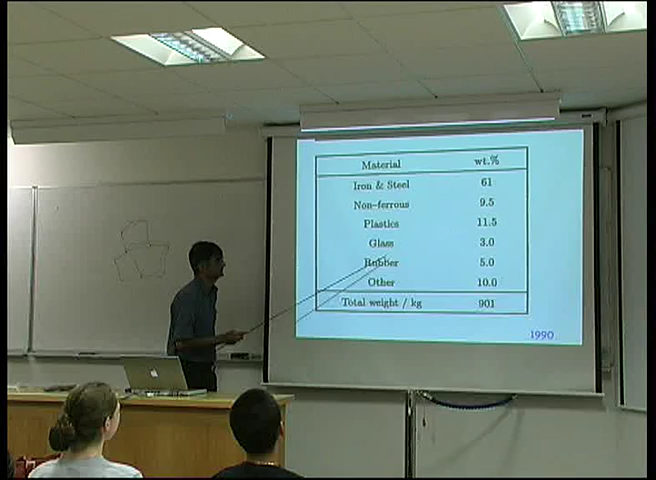 Material wt.%
Iron & Steel 61
Non-ferrous 9.5
Plastics 11.5
Glass 3.0
Rubber 5.0
Other 10.0
Total weight / kg 901
1990